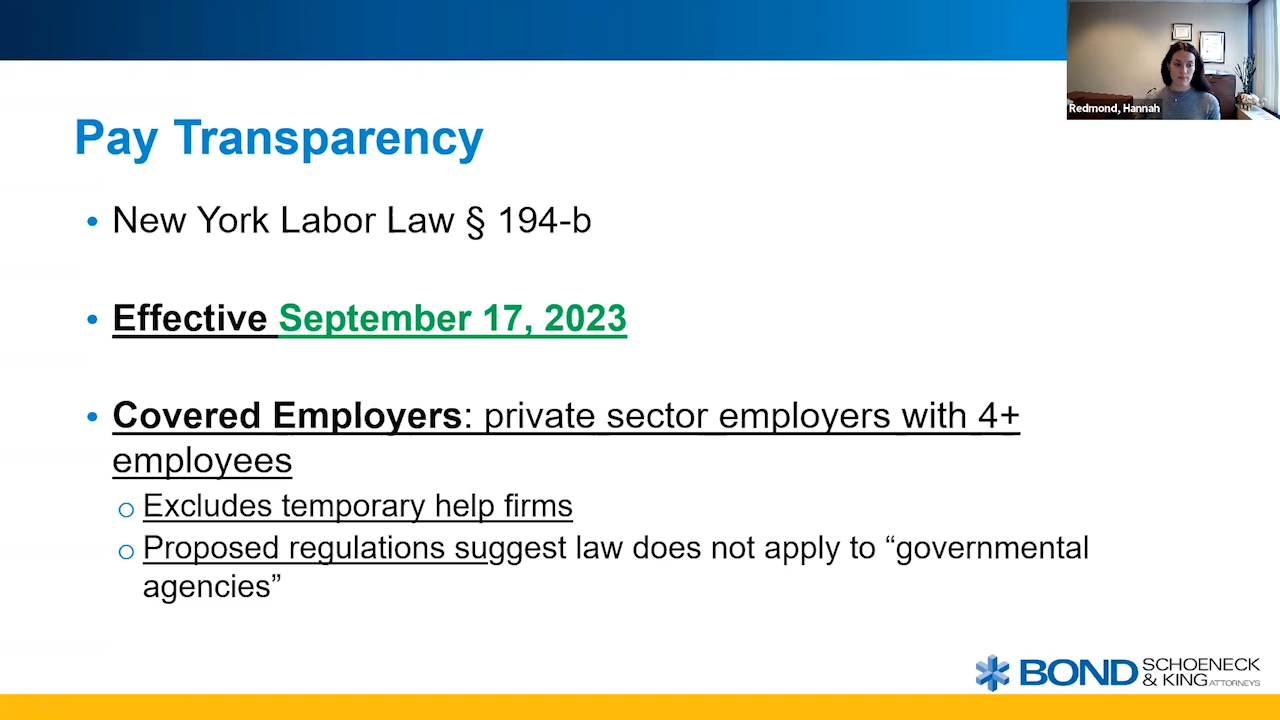 Redmond, Hannah
Pay Transparency
• New York Labor Law § 194-b
• Effective September 17, 2023
• Covered Employers: private sector employers with 4+
employees
o Excludes temporary help firms
o Proposed regulations suggest law does not apply to “governmental
agencies”
BOND SCHOENECK
& KING ATTORNEYS